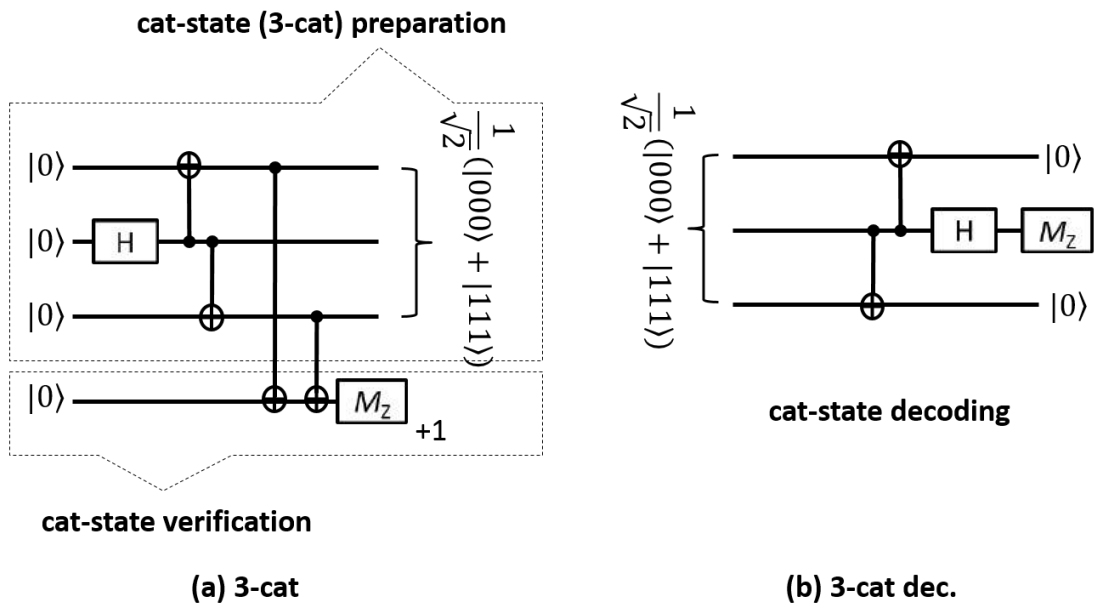 cat-state (3-cat) preparation
|0⟩
|0⟩
H
|0⟩
|0⟩
M_Z
+1
1/√2 (|000⟩ + |111⟩)
cat-state verification
(a) 3-cat
1/√2 (|000⟩ + |111⟩)
|0⟩
H
M_Z
|0⟩
cat-state decoding
(b) 3-cat dec.